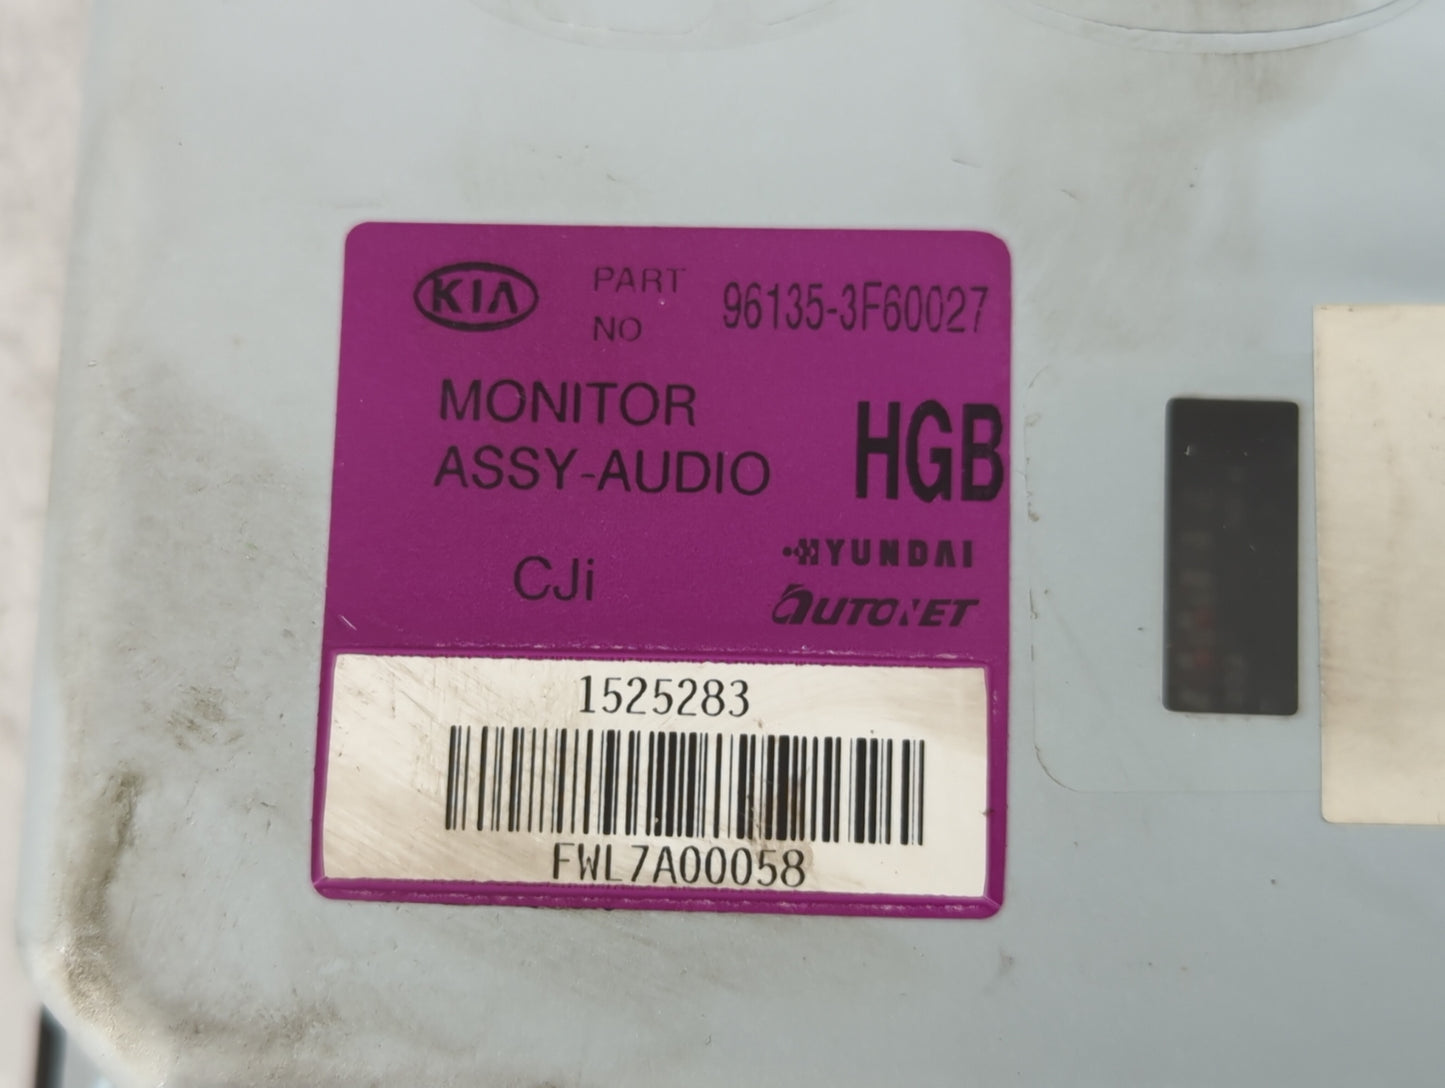 KIA PART NO 96135-3F60027
MONITOR
ASSY-AUDIO HGB
CJi
HYUNDAI
AUTONET
1525283
FWL7A00058